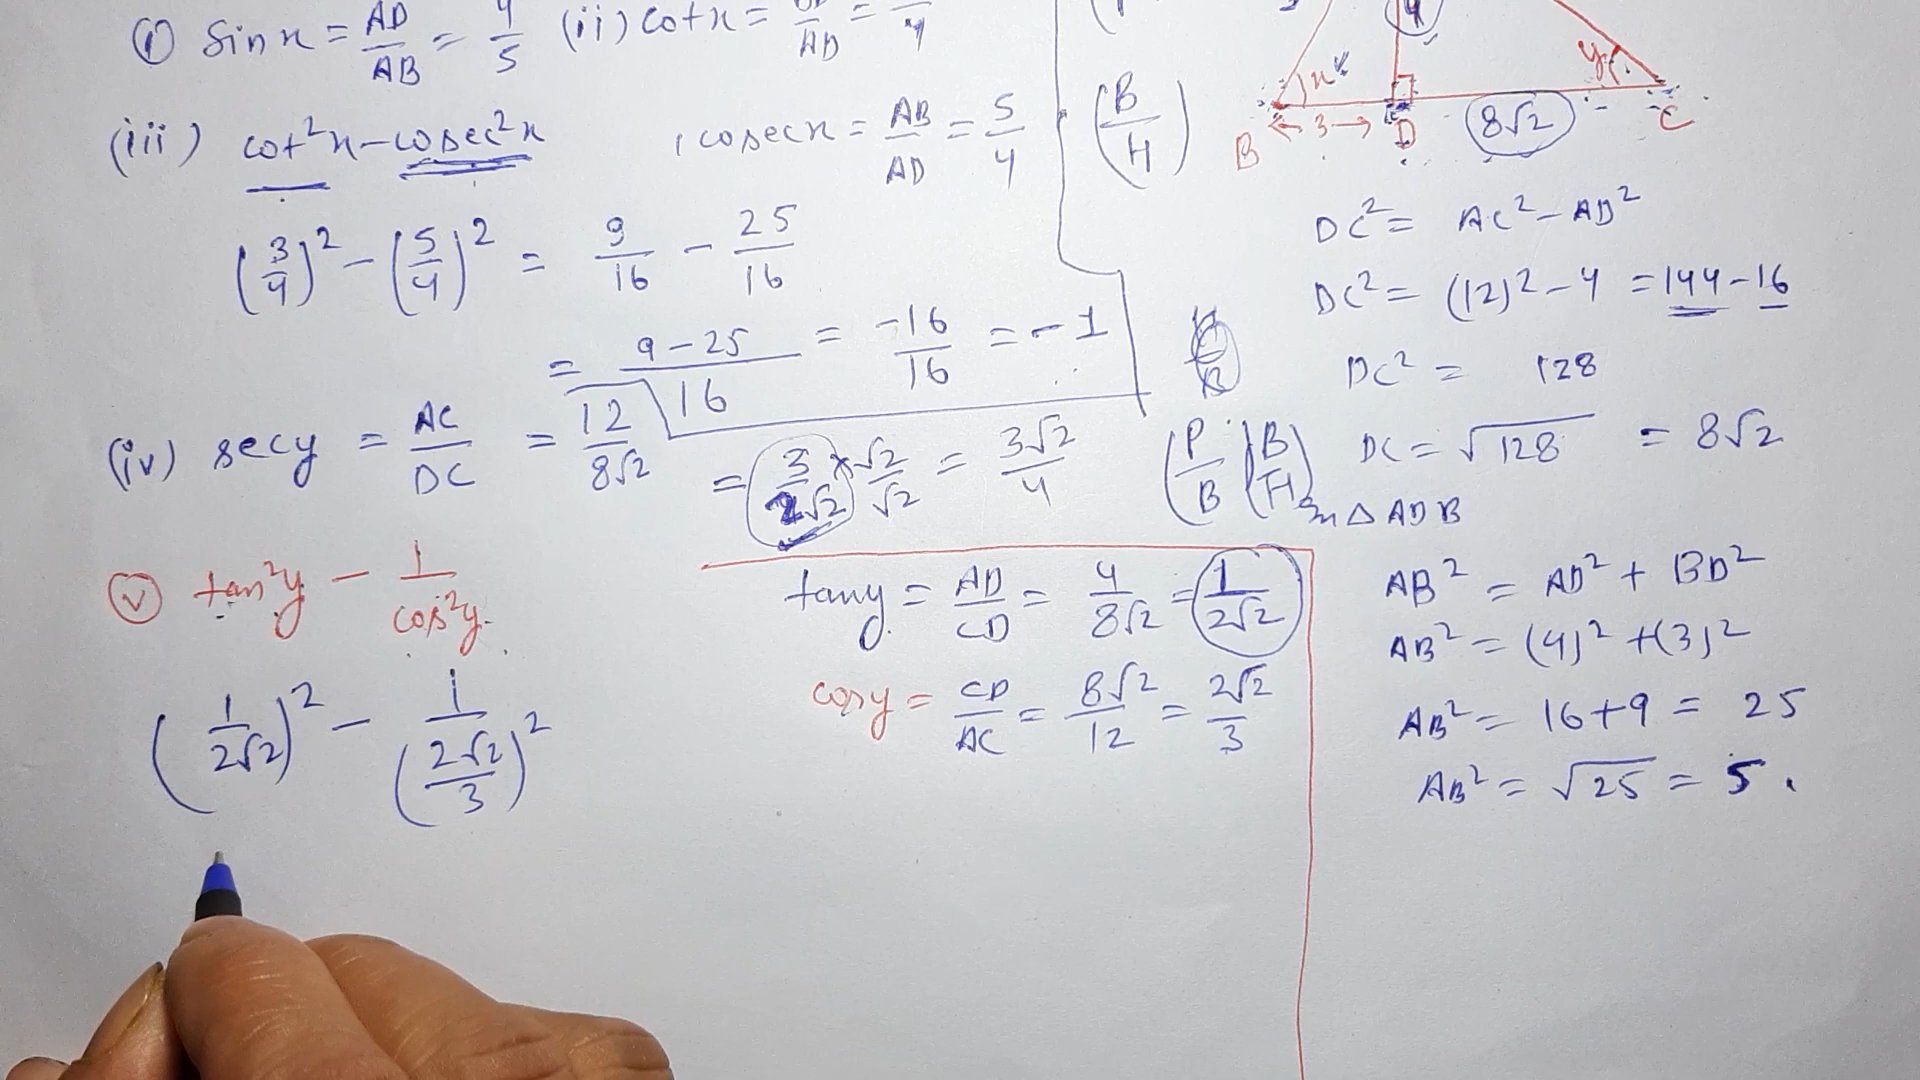 (i) sin x = AD/AB = 4/5 (ii) cot x = /AD = /4
(iii) cot²x – cosec²x
cosec x = AB/AD = 5/4 (B/H)
(3/4)² – (5/4)² = 9/16 – 25/16
= 9 – 25/16 = –16/16 = –1
(iv) sec y = AC/DC = 12/8√2 = 3/2√2 × √2/√2 = 3√2/4
(v) tan²y – 1/cos²y
(1/2√2)² – 1/(2√2/3)²
tan y = AD/CD = 4/8√2 = 1/2√2
cos y = CD/AC = 8√2/12 = 2√2/3
4
x
y
B 3 D 8√2 C
DC² = AC² – AD²
DC² = (12)² – 4 = 144 – 16
DC² = 128
DC = √128 = 8√2
(P/B) (B/H)
In △ ADB
AB² = AD² + BD²
AB² = (4)² + (3)²
AB² = 16 + 9 = 25
AB² = √25 = 5.